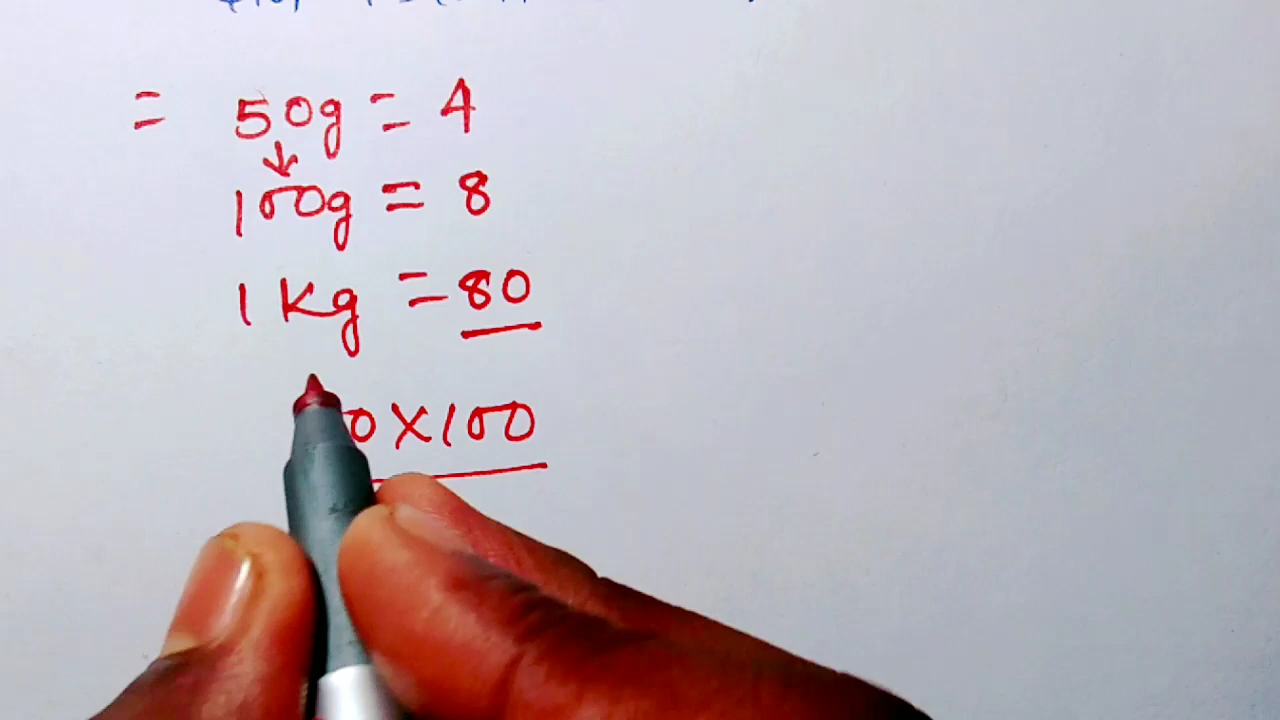 = 50g = 4
↓
100g = 8
1 kg = 80
0 × 100